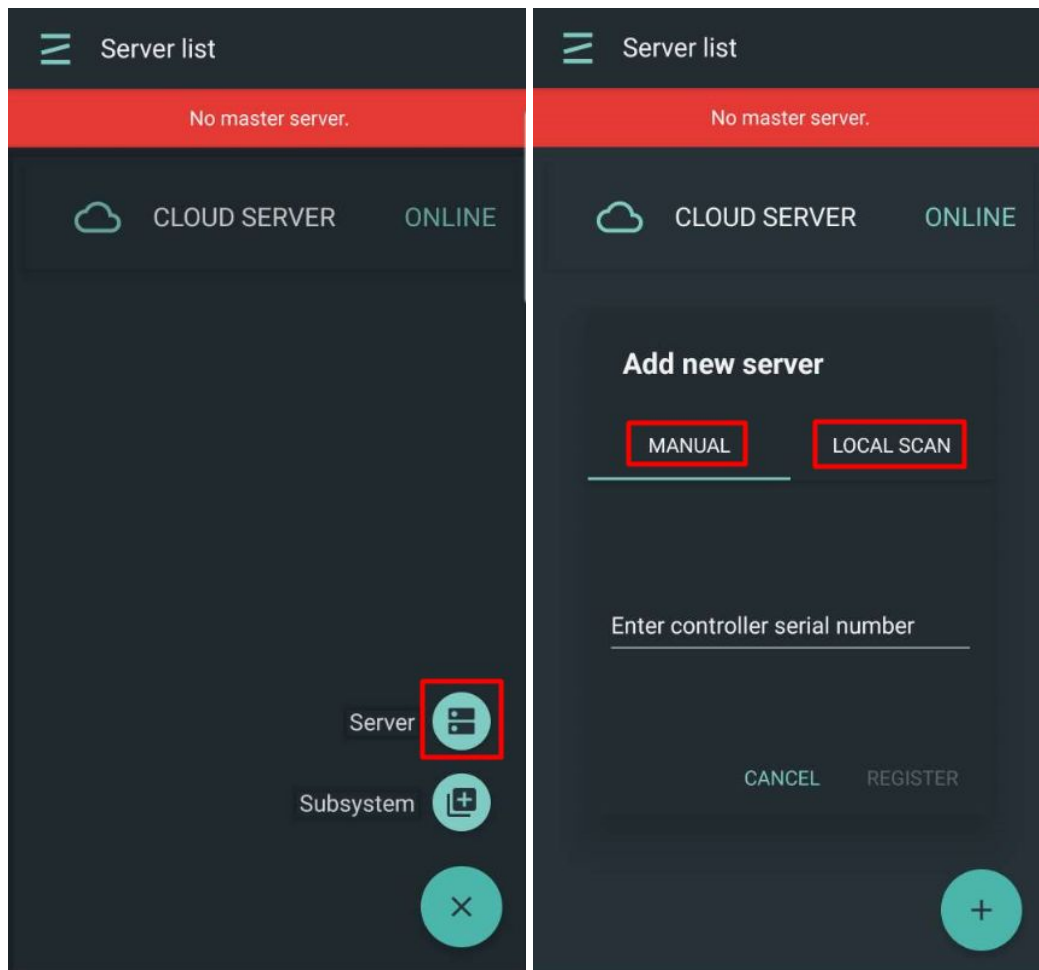 Server list
No master server.
CLOUD SERVER ONLINE
Server
Subsystem
Server list
No master server.
CLOUD SERVER ONLINE
Add new server
MANUAL LOCAL SCAN
Enter controller serial number
CANCEL REGISTER